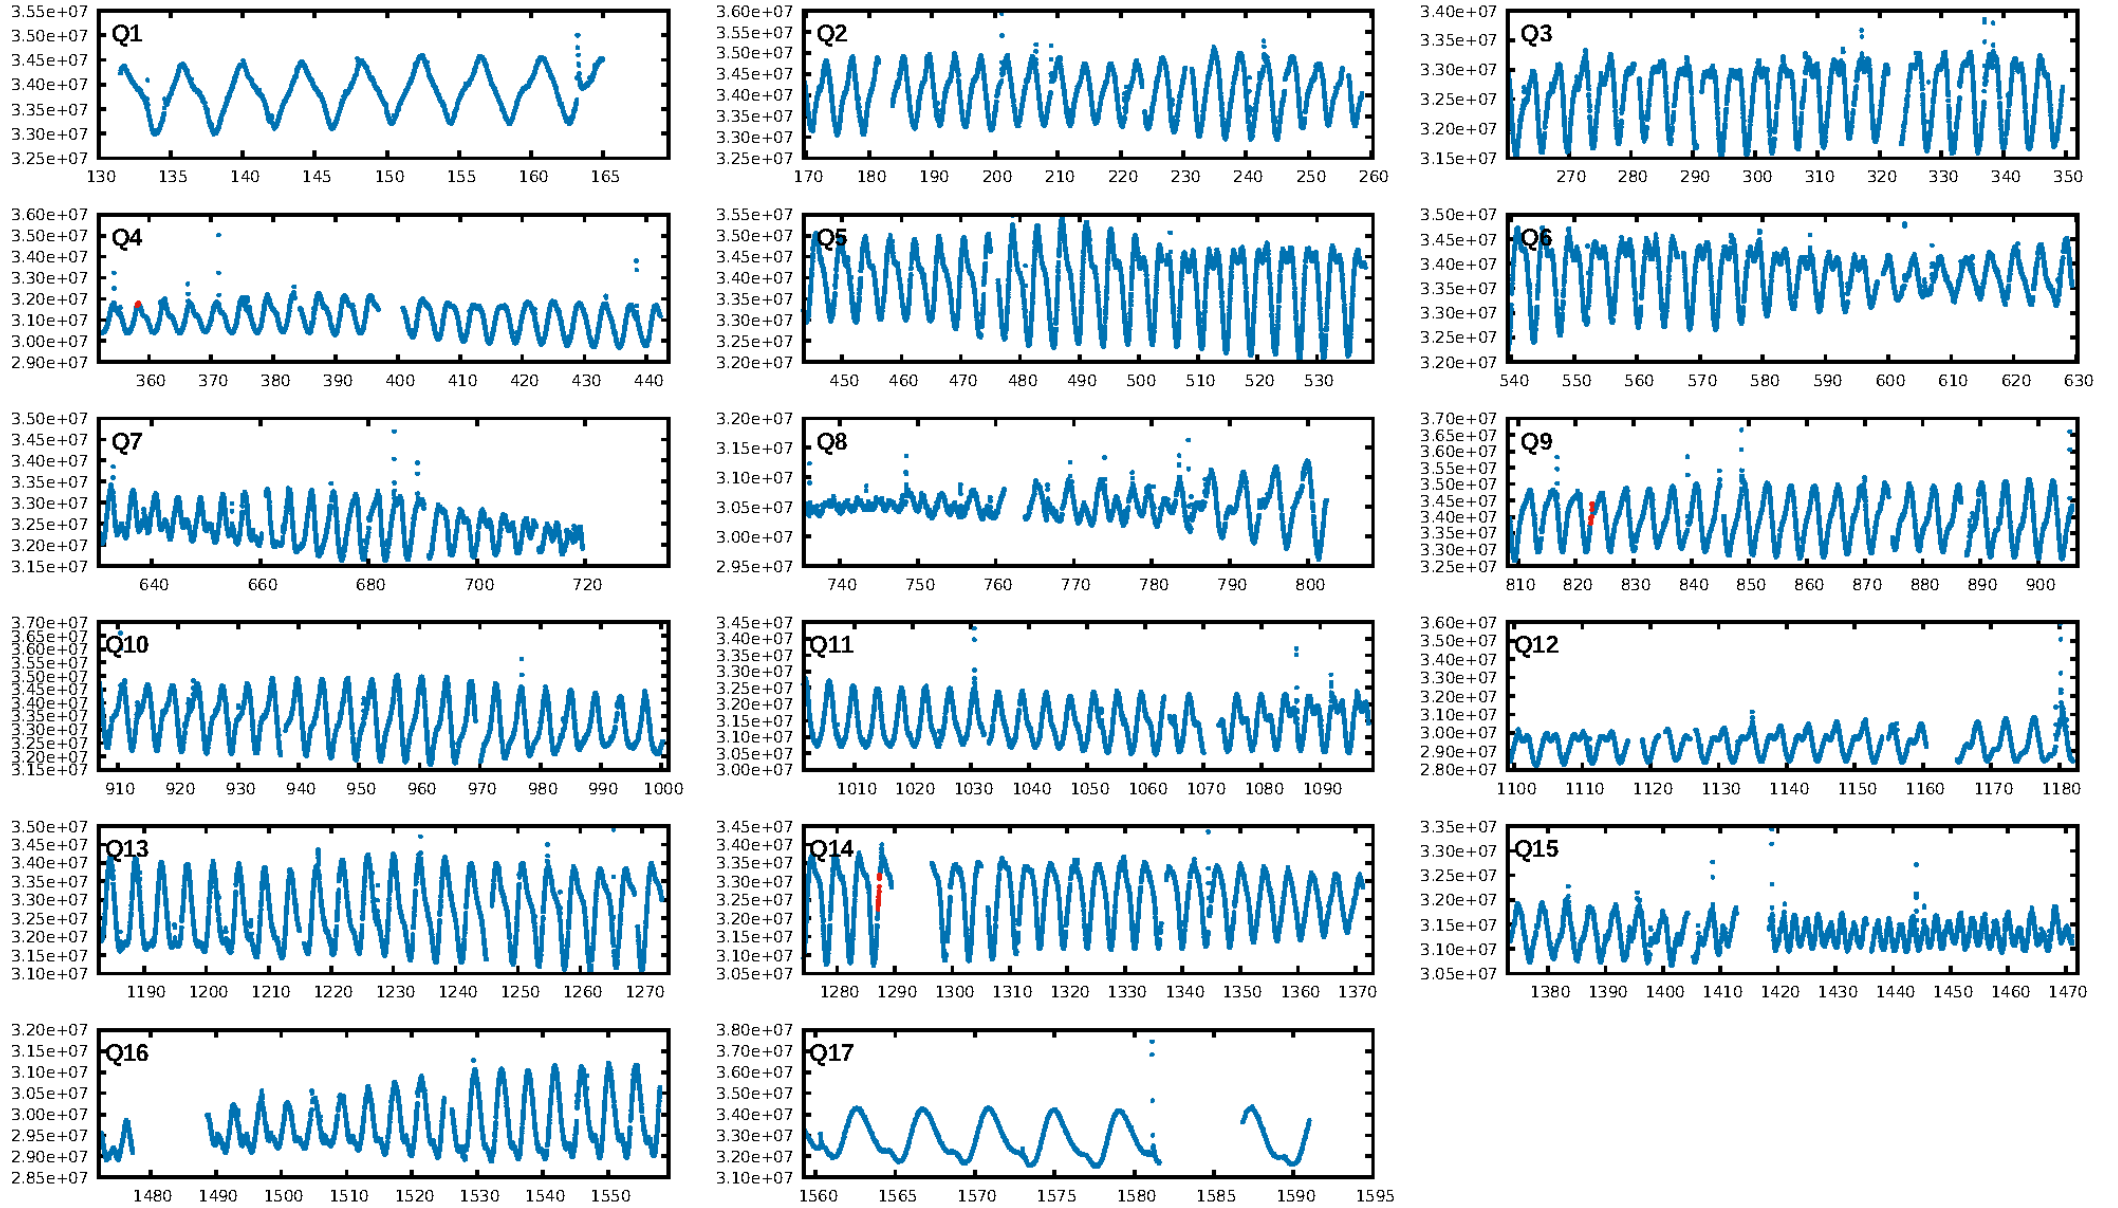 3.55e+07
3.50e+07
3.45e+07
3.40e+07
3.35e+07
3.30e+07
3.25e+07
Q1
130 135 140 145 150 155 160 165
3.60e+07
3.55e+07
3.50e+07
3.45e+07
3.40e+07
3.35e+07
3.30e+07
3.25e+07
Q2
170 180 190 200 210 220 230 240 250 260
3.40e+07
3.35e+07
3.30e+07
3.25e+07
3.20e+07
3.15e+07
Q3
270 280 290 300 310 320 330 340 350
3.60e+07
3.50e+07
3.40e+07
3.30e+07
3.20e+07
3.10e+07
3.00e+07
2.90e+07
Q4
360 370 380 390 400 410 420 430 440
3.55e+07
3.50e+07
3.45e+07
3.40e+07
3.35e+07
3.30e+07
3.25e+07
3.20e+07
Q5
450 460 470 480 490 500 510 520 530
3.50e+07
3.45e+07
3.40e+07
3.35e+07
3.30e+07
3.25e+07
3.20e+07
Q6
540 550 560 570 580 590 600 610 620 630
3.50e+07
3.45e+07
3.40e+07
3.35e+07
3.30e+07
3.25e+07
3.20e+07
3.15e+07
Q7
640 660 680 700 720
3.20e+07
3.15e+07
3.10e+07
3.05e+07
3.00e+07
2.95e+07
Q8
740 750 760 770 780 790 800
3.70e+07
3.65e+07
3.60e+07
3.55e+07
3.50e+07
3.45e+07
3.40e+07
3.35e+07
3.30e+07
3.25e+07
Q9
810 820 830 840 850 860 870 880 890 900
3.70e+07
3.65e+07
3.60e+07
3.55e+07
3.50e+07
3.45e+07
3.40e+07
3.35e+07
3.30e+07
3.25e+07
3.20e+07
3.15e+07
Q10
910 920 930 940 950 960 970 980 990 1000
3.45e+07
3.40e+07
3.35e+07
3.30e+07
3.25e+07
3.20e+07
3.15e+07
3.10e+07
3.05e+07
3.00e+07
Q11
1010 1020 1030 1040 1050 1060 1070 1080 1090
3.60e+07
3.50e+07
3.40e+07
3.30e+07
3.20e+07
3.10e+07
3.00e+07
2.90e+07
2.80e+07
Q12
1100 1110 1120 1130 1140 1150 1160 1170 1180
3.50e+07
3.45e+07
3.40e+07
3.35e+07
3.30e+07
3.25e+07
3.20e+07
3.15e+07
3.10e+07
Q13
1190 1200 1210 1220 1230 1240 1250 1260 1270
3.45e+07
3.40e+07
3.35e+07
3.30e+07
3.25e+07
3.20e+07
3.15e+07
3.10e+07
3.05e+07
Q14
1280 1290 1300 1310 1320 1330 1340 1350 1360 1370
3.35e+07
3.30e+07
3.25e+07
3.20e+07
3.15e+07
3.10e+07
3.05e+07
Q15
1380 1390 1400 1410 1420 1430 1440 1450 1460 1470
3.20e+07
3.15e+07
3.10e+07
3.05e+07
3.00e+07
2.95e+07
2.90e+07
2.85e+07
Q16
1480 1490 1500 1510 1520 1530 1540 1550
3.80e+07
3.70e+07
3.60e+07
3.50e+07
3.40e+07
3.30e+07
3.20e+07
3.10e+07
Q17
1560 1565 1570 1575 1580 1585 1590 1595